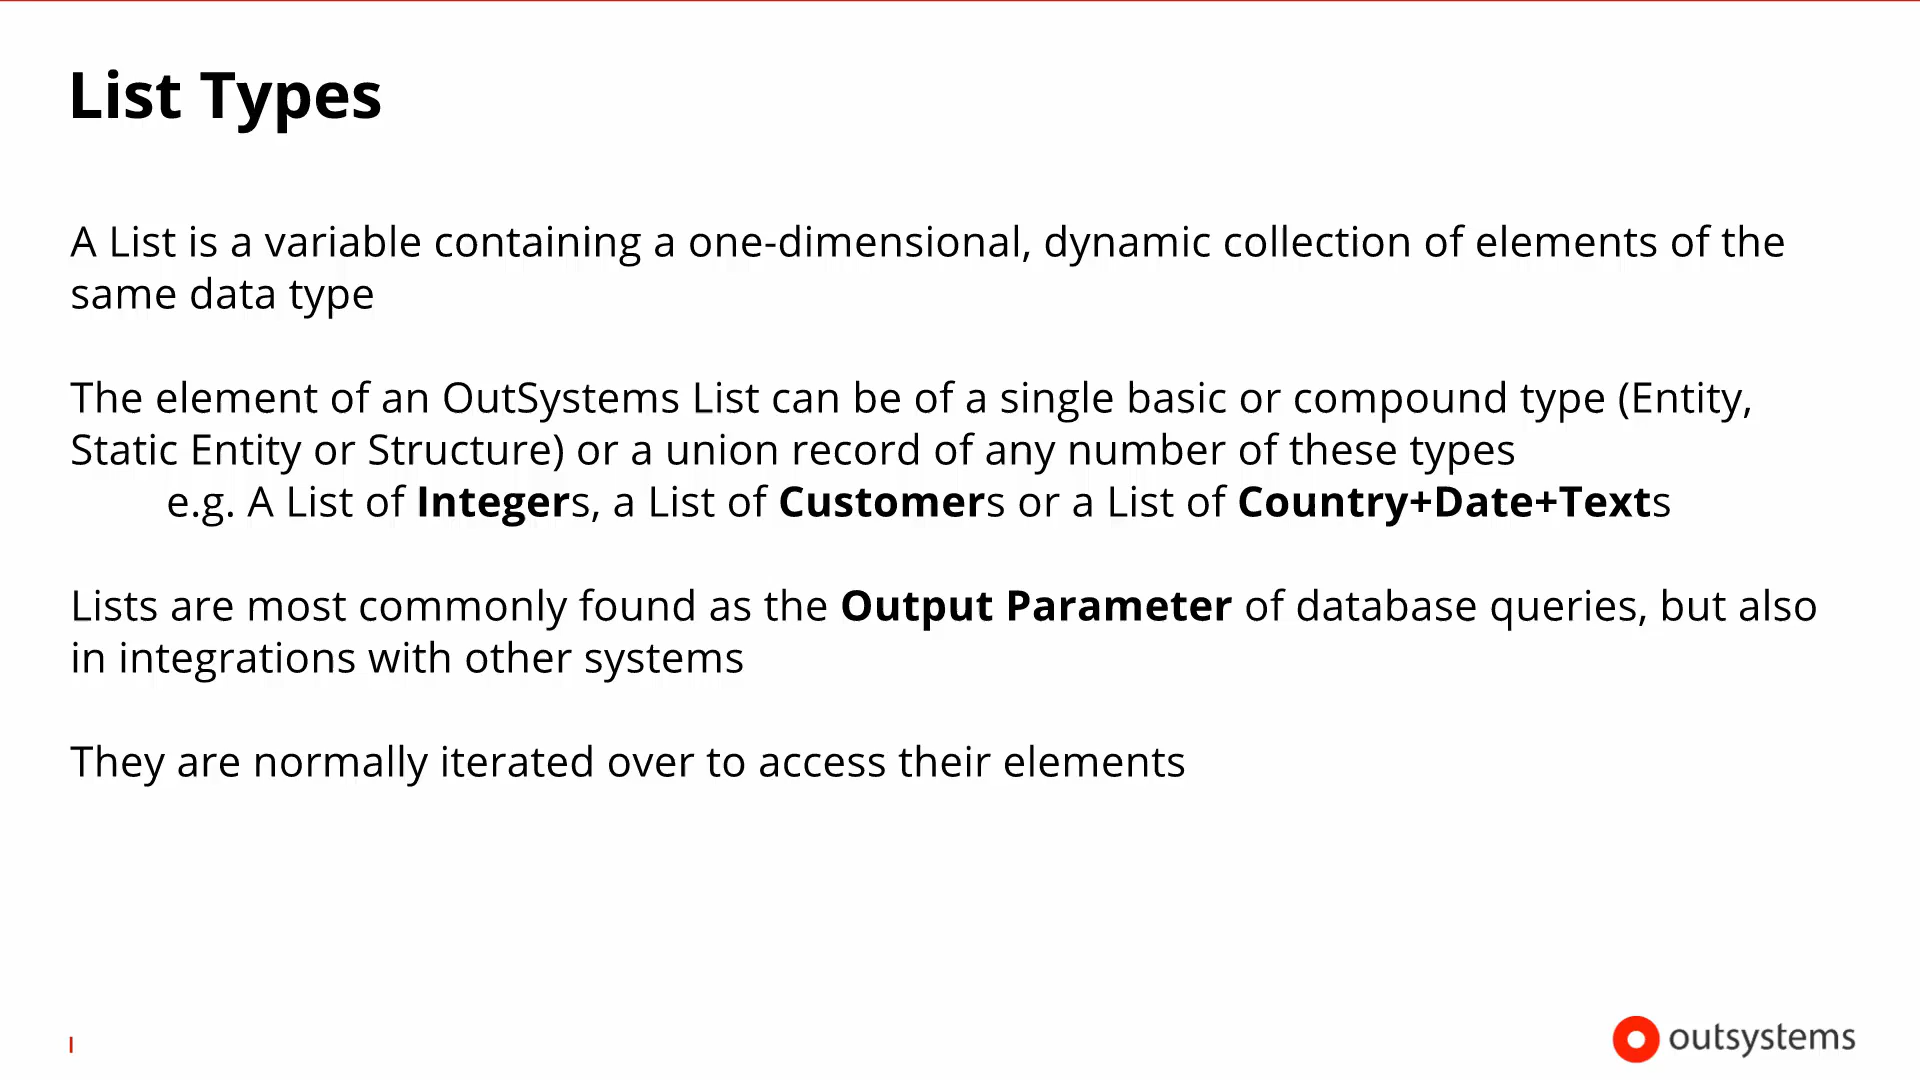 List Types
A List is a variable containing a one-dimensional, dynamic collection of elements of the
same data type
The element of an OutSystems List can be of a single basic or compound type (Entity,
Static Entity or Structure) or a union record of any number of these types
e.g. A List of Integers, a List of Customers or a List of Country+Date+Texts
Lists are most commonly found as the Output Parameter of database queries, but also
in integrations with other systems
They are normally iterated over to access their elements
outsystems